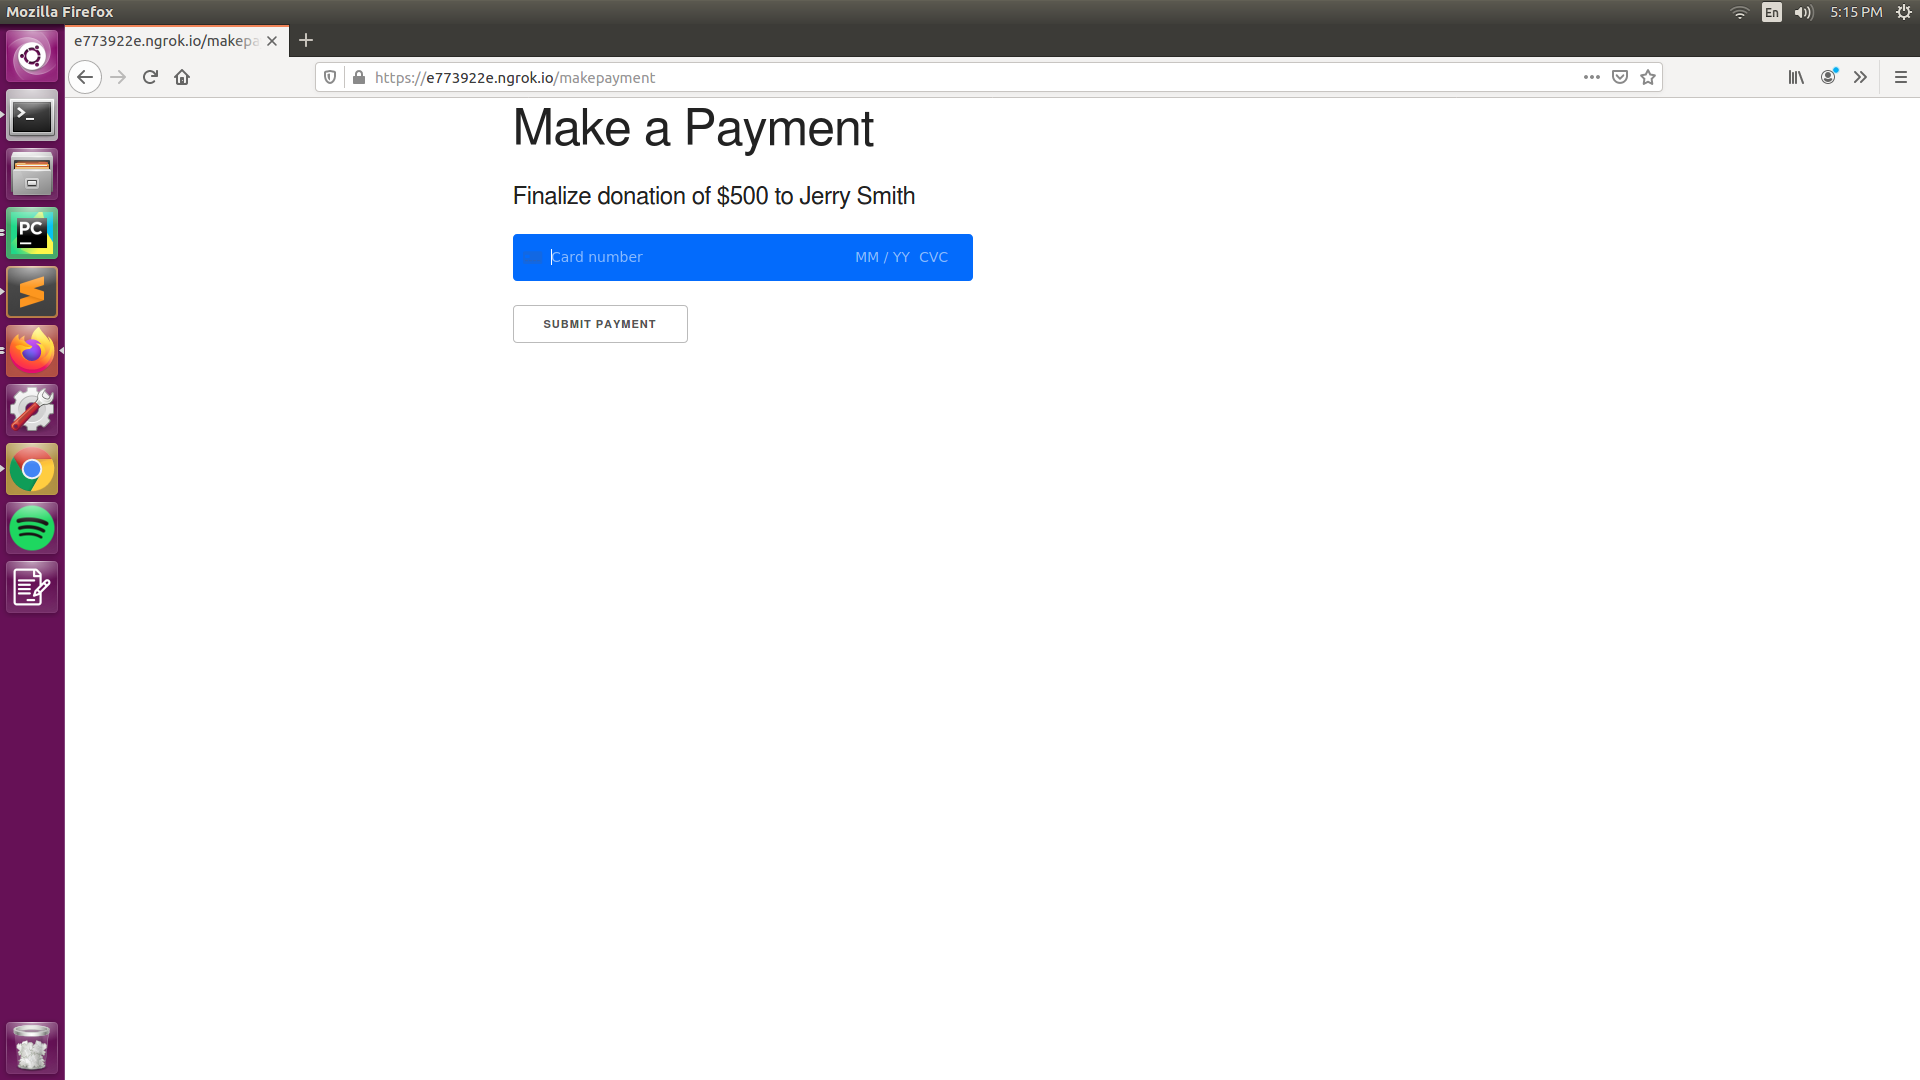 Mozilla Firefox
En
5:15 PM
e773922e.ngrok.io/makepa
https://e773922e.ngrok.io/makepayment
Make a Payment
Finalize donation of $500 to Jerry Smith
Card number MM / YY CVC
SUBMIT PAYMENT
PC